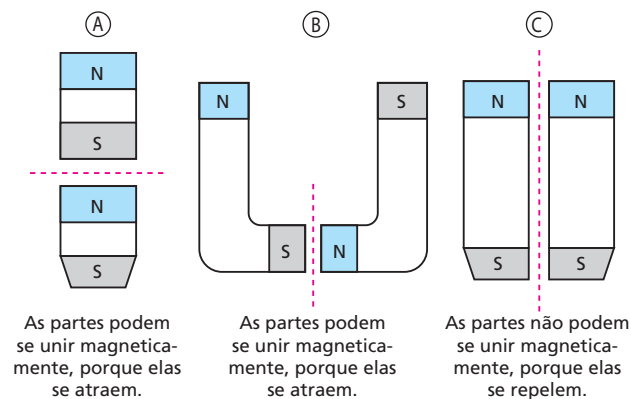 A
B
C
N
S
N
S
N
S
S
N
N
N
S
S
As partes podem
se unir magnetica-
mente, porque elas
se atraem.
As partes podem
se unir magnetica-
mente, porque elas
se atraem.
As partes não podem
se unir magnetica-
mente, porque elas
se repelem.